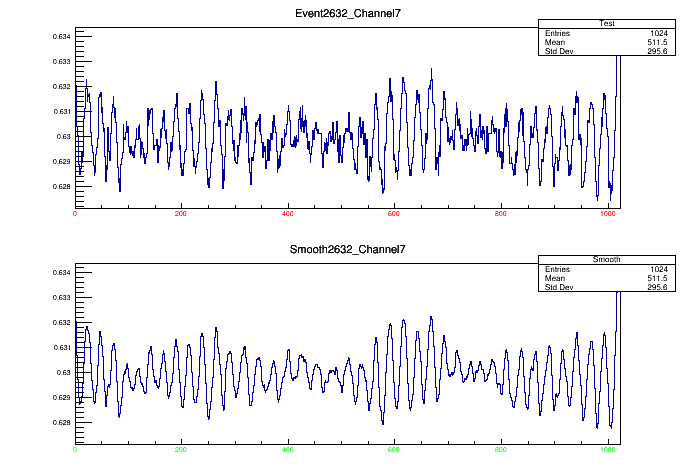 Event2632_Channel7
Test
Entries 1024
Mean 511.5
Std Dev 295.6
0.634
0.633
0.632
0.631
0.63
0.629
0.628
0 200 400 600 800 1000
Smooth2632_Channel7
Smooth
Entries 1024
Mean 511.5
Std Dev 295.6
0.634
0.633
0.632
0.631
0.63
0.629
0.628
0 200 400 600 800 1000